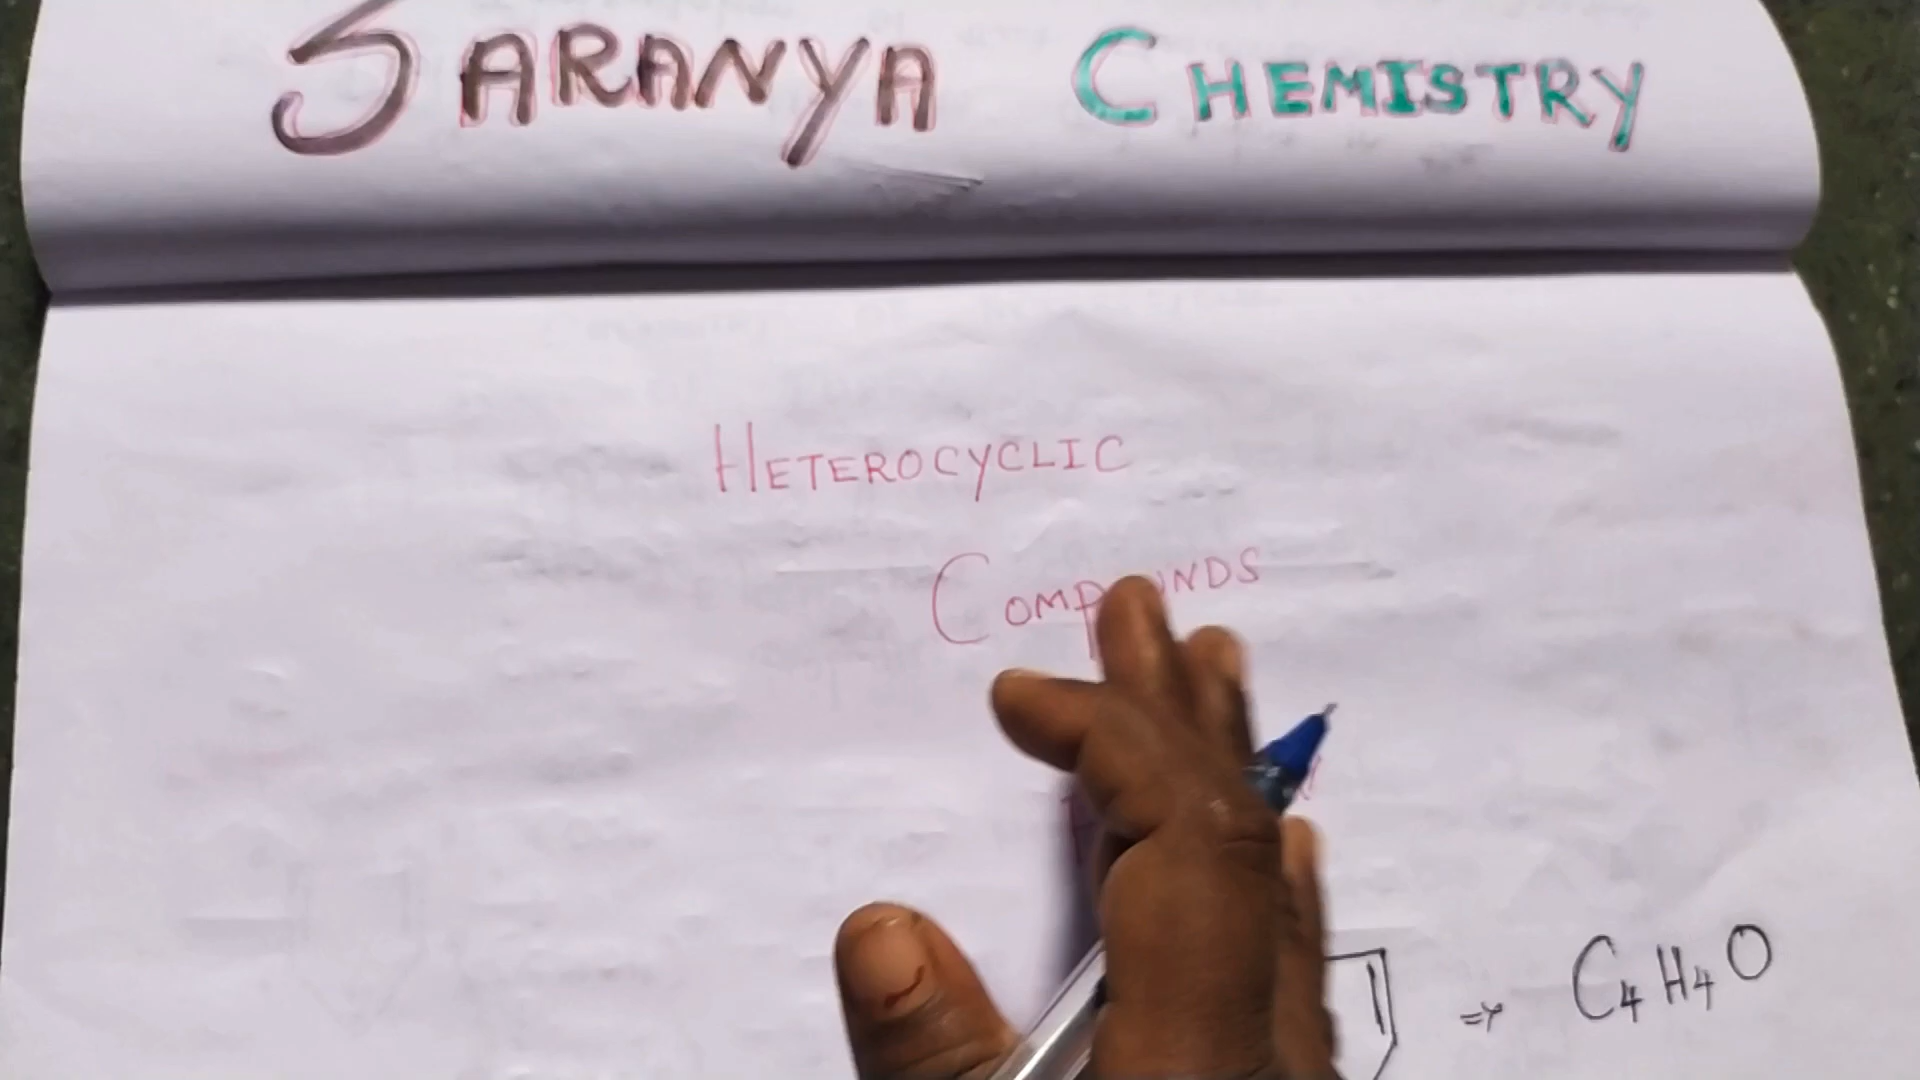 SARANYA CHEMISTRY
HETEROCYCLIC
COMPOUNDS
⇒ C₄H₄O